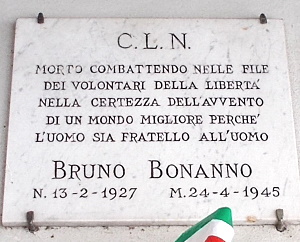 C.L.N.
MORTO COMBATTENDO NELLE FILE
DEI VOLONTARI DELLA LIBERTA'
NELLA CERTEZZA DELL'AVVENTO
DI UN MONDO MIGLIORE PERCHE'
L'UOMO SIA FRATELLO ALL'UOMO
BRUNO BONANNO
N. 13-2-1927 M. 24-4-1945